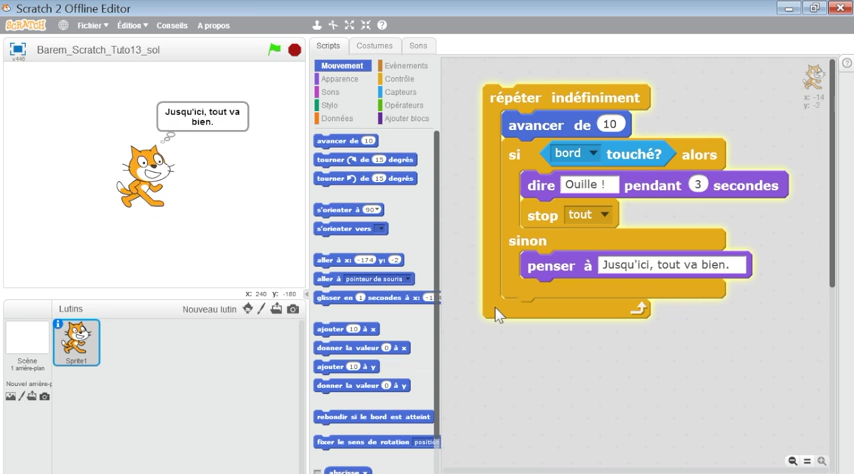 Scratch 2 Offline Editor
SCRATCH Fichier▼ Édition▼ Conseils A propos
Barem_Scratch_Tuto13_sol
Jusqu'ici, tout va
bien.
x: 240 y: -180
Lutins Nouveau lutin
Scène
1 arrière-plan
Sprite1
Nouvel arrière-p
Scripts Costumes Sons
Mouvement Evènements
Apparence Contrôle
Sons Capteurs
Stylo Opérateurs
Données Ajouter blocs
avancer de 10
tourner 15 degrés
tourner 15 degrés
s'orienter à 90▼
s'orienter vers
aller à x: -174 y: -2
aller à pointeur de souris
glisser en 1 secondes à x: -1
ajouter 10 à x
donner la valeur 0 à x
ajouter 10 à y
donner la valeur 0 à y
rebondir si le bord est atteint
fixer le sens de rotation positio
abscisse x
répéter indéfiniment
avancer de 10
si bord touché? alors
dire Ouille ! pendant 3 secondes
stop tout
sinon
penser à Jusqu'ici, tout va bien.
x: -14
y: -2